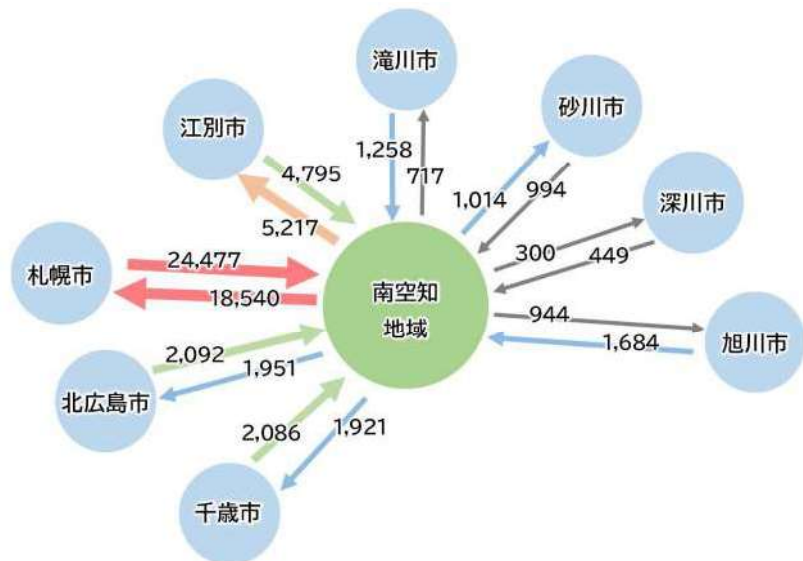 滝川市
江別市
砂川市
深川市
札幌市
南空知
地域
旭川市
北広島市
千歳市
1,258
717
4,795
5,217
1,014
994
300
449
24,477
18,540
944
1,684
2,092
1,951
2,086
1,921